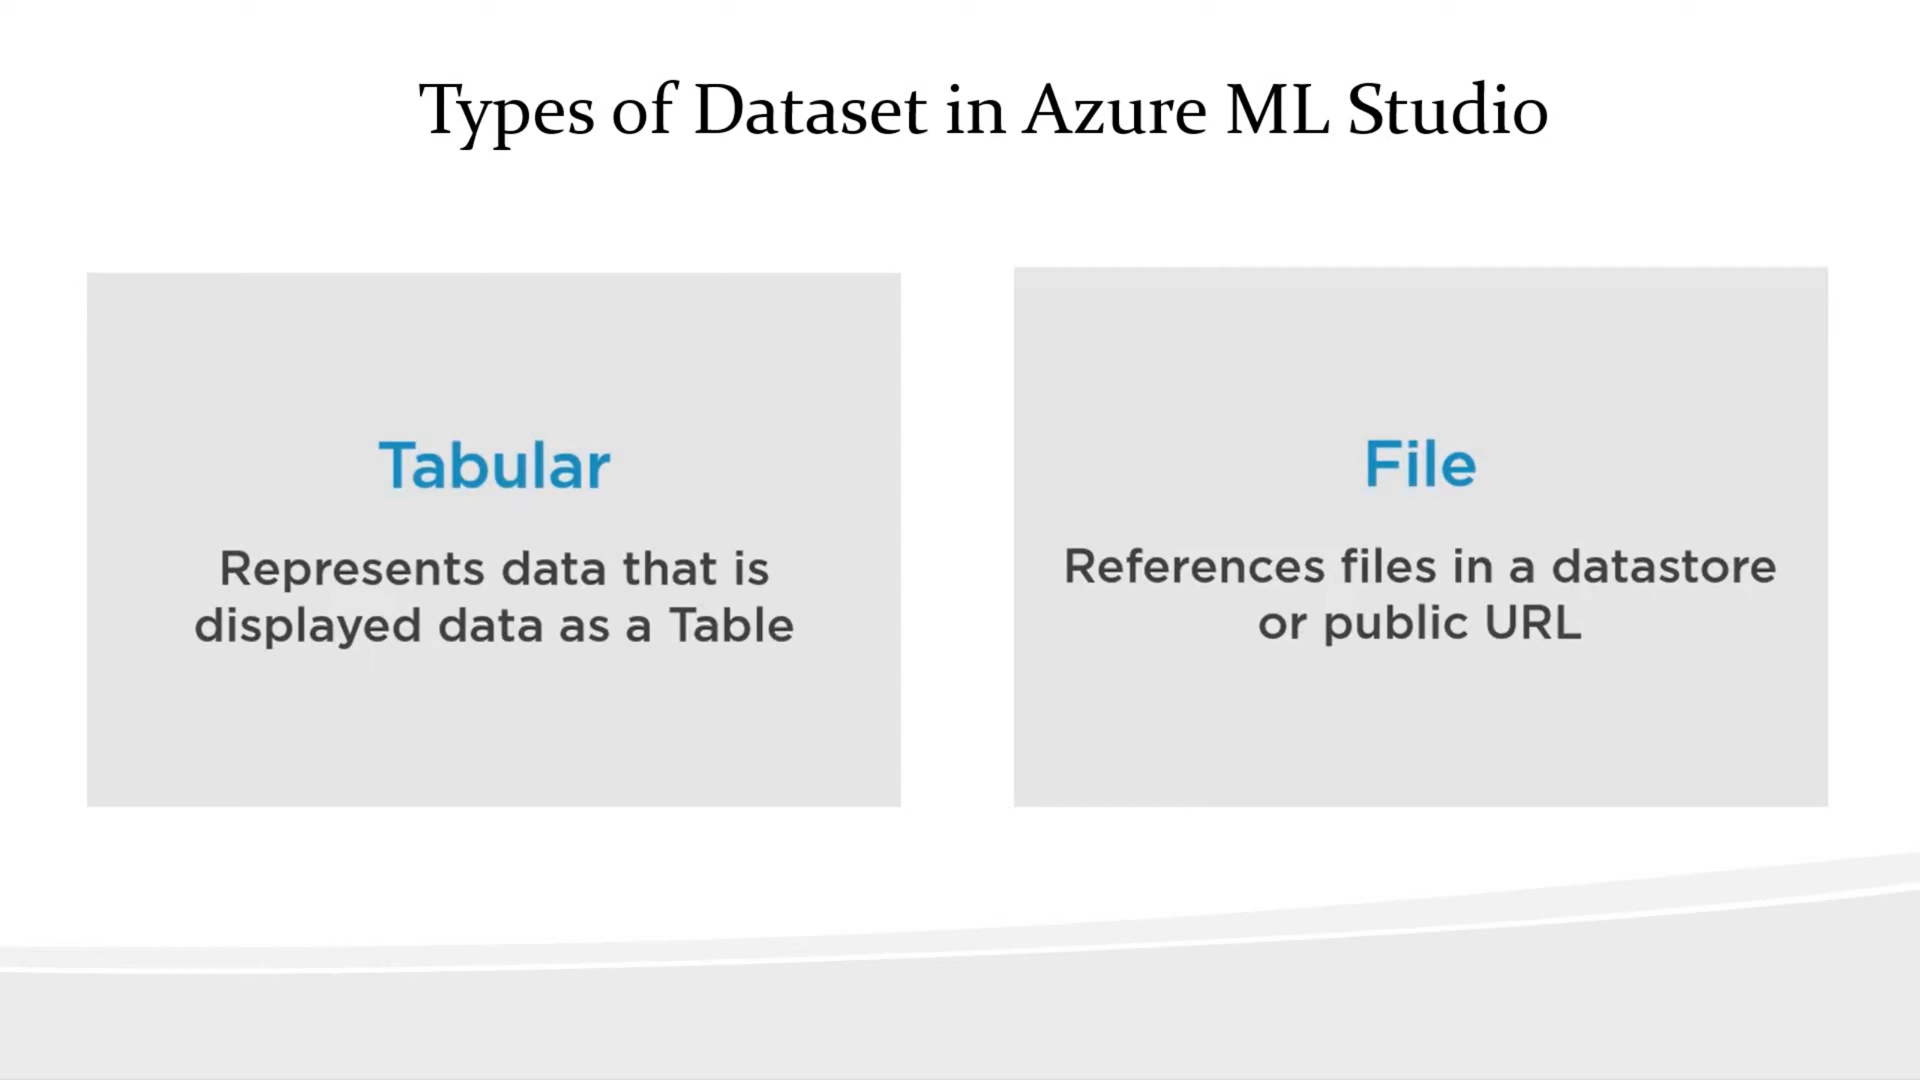 Types of Dataset in Azure ML Studio
Tabular
Represents data that is
displayed data as a Table
File
References files in a datastore
or public URL